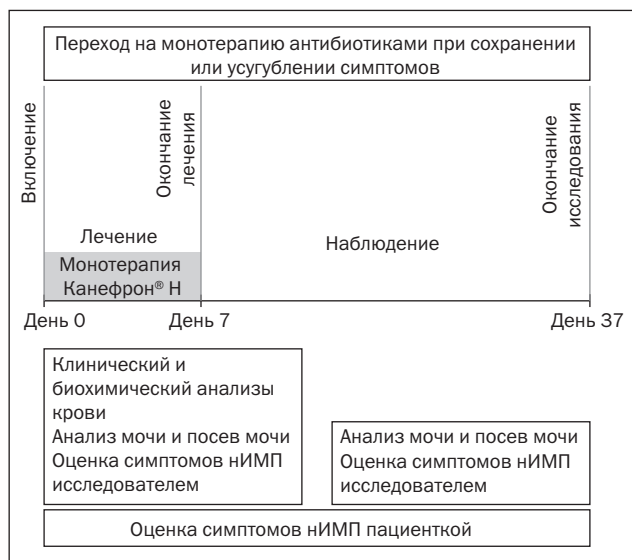 Переход на монотерапию антибиотиками при сохранении
или усугублении симптомов
Включение
Окончание
лечения
Окончание
исследования
Лечение
Наблюдение
Монотерапия
Канефрон® Н
День 0
День 7
День 37
Клинический и
биохимический анализы
крови
Анализ мочи и посев мочи
Оценка симптомов нИМП
исследователем
Анализ мочи и посев мочи
Оценка симптомов нИМП
исследователем
Оценка симптомов нИМП пациенткой